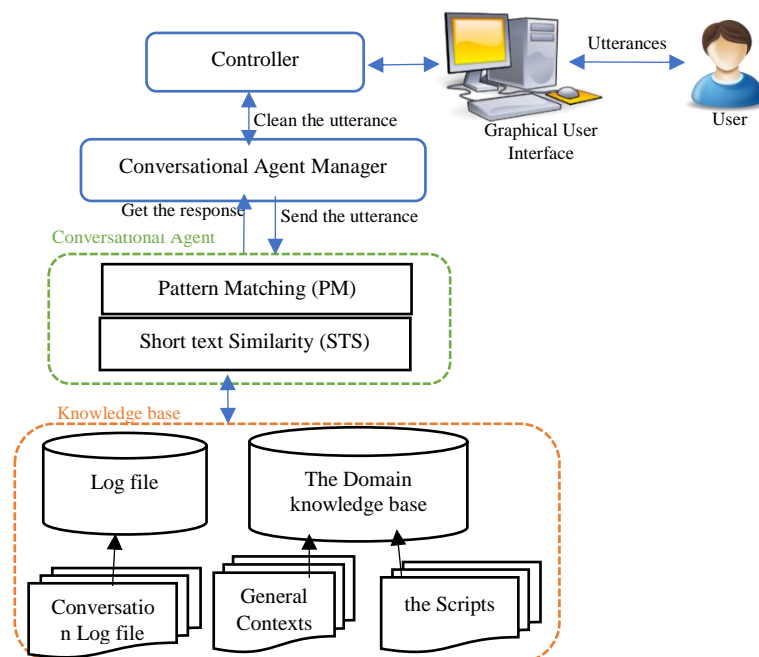 Controller
Utterances
User
Graphical User
Interface
Clean the utterance
Conversational Agent Manager
Get the response
Send the utterance
Conversational Agent
Pattern Matching (PM)
Short text Similarity (STS)
Knowledge base
Log file
The Domain
knowledge base
Conversatio
n Log file
General
Contexts
the Scripts